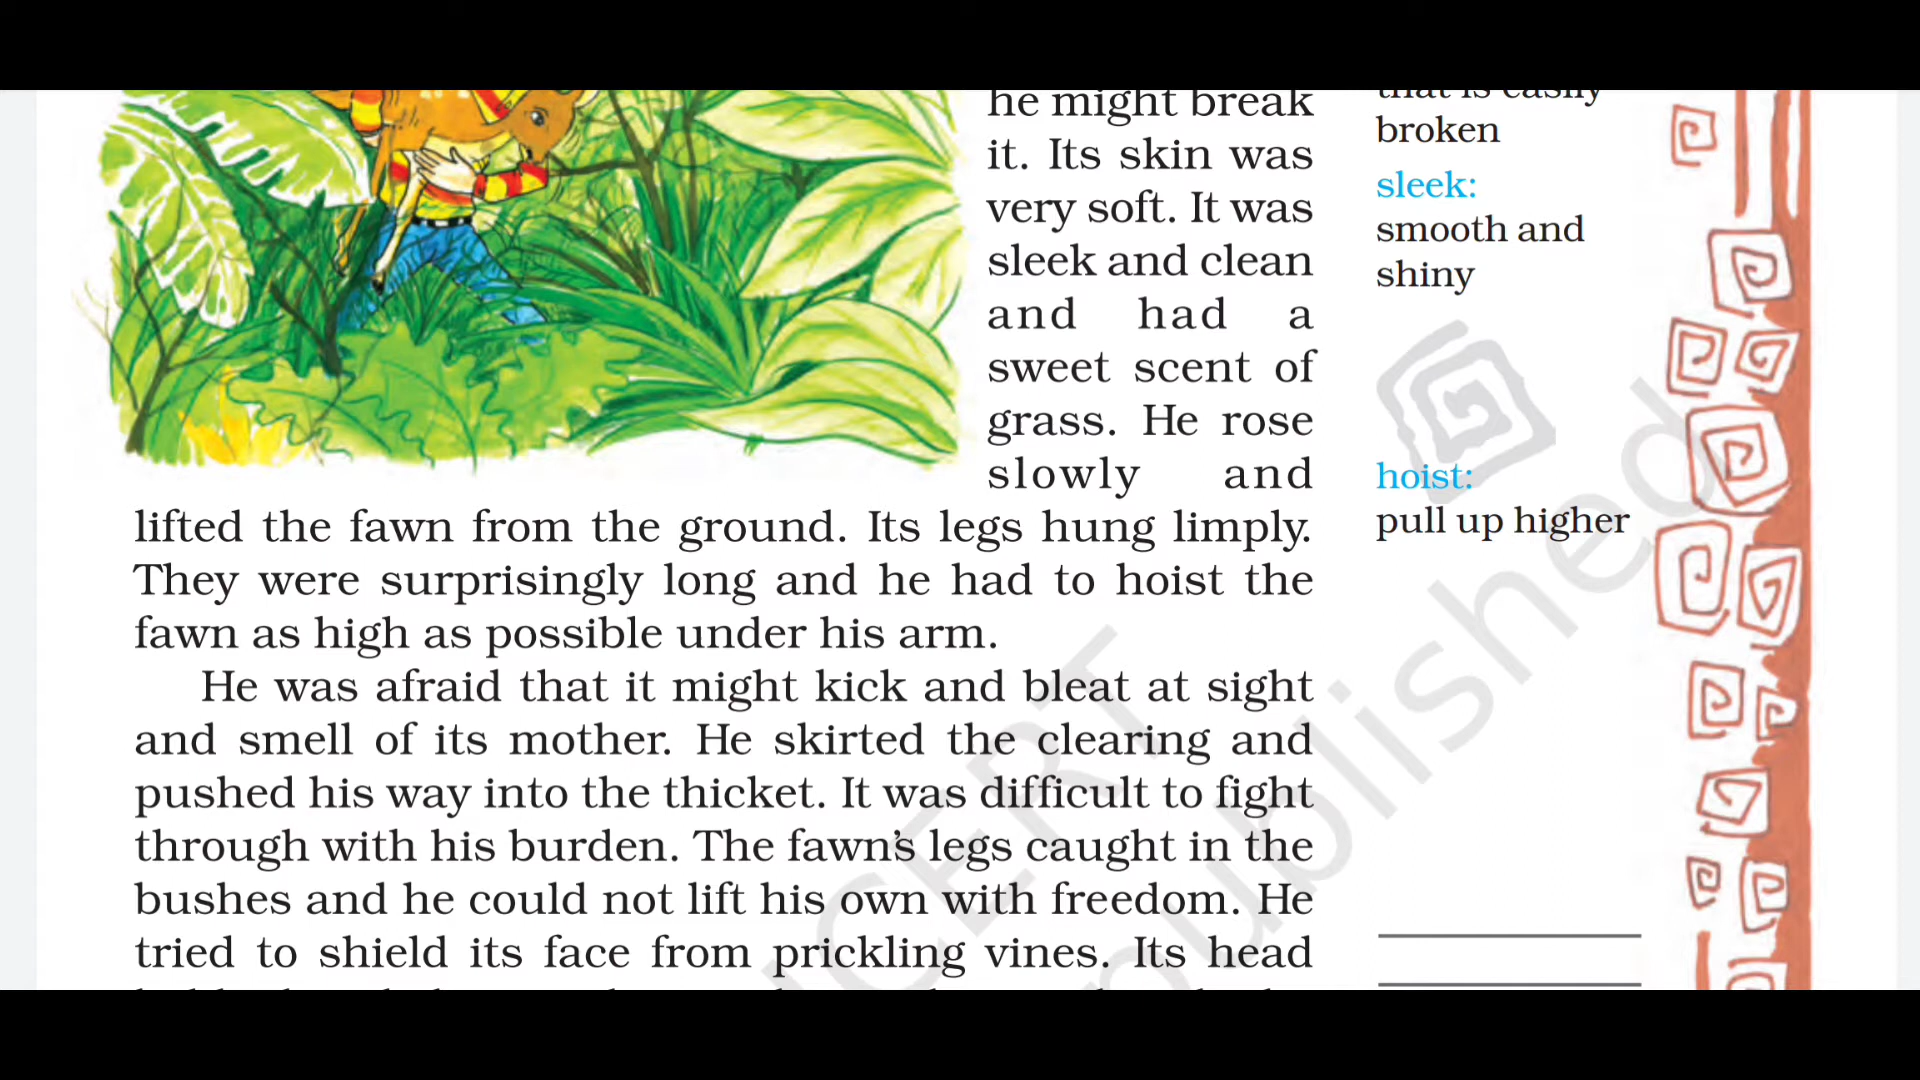 he might break
it. Its skin was
very soft. It was
sleek and clean
and had a
sweet scent of
grass. He rose
slowly and
lifted the fawn from the ground. Its legs hung limply.
They were surprisingly long and he had to hoist the
fawn as high as possible under his arm.
He was afraid that it might kick and bleat at sight
and smell of its mother. He skirted the clearing and
pushed his way into the thicket. It was difficult to fight
through with his burden. The fawn's legs caught in the
bushes and he could not lift his own with freedom. He
tried to shield its face from prickling vines. Its head
that is easily
broken
sleek:
smooth and
shiny
hoist:
pull up higher
NCERT
published